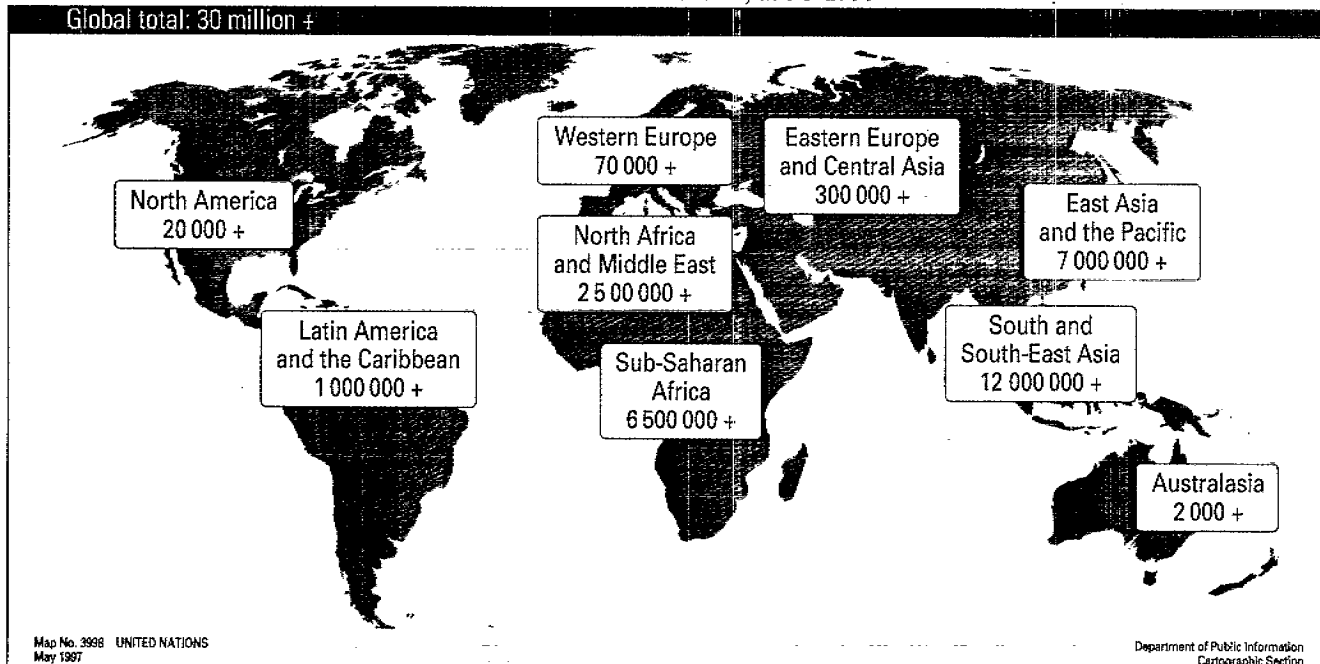 Global total: 30 million +
Western Europe
70 000 +
Eastern Europe
and Central Asia
300 000 +
North America
20 000 +
East Asia
and the Pacific
7 000 000 +
North Africa
and Middle East
2 500 000 +
Latin America
and the Caribbean
1 000 000 +
South and
South-East Asia
12 000 000 +
Sub-Saharan
Africa
6 500 000 +
Australasia
2 000 +
Map No. 3998 UNITED NATIONS
May 1997
Department of Public Information
Cartographic Section